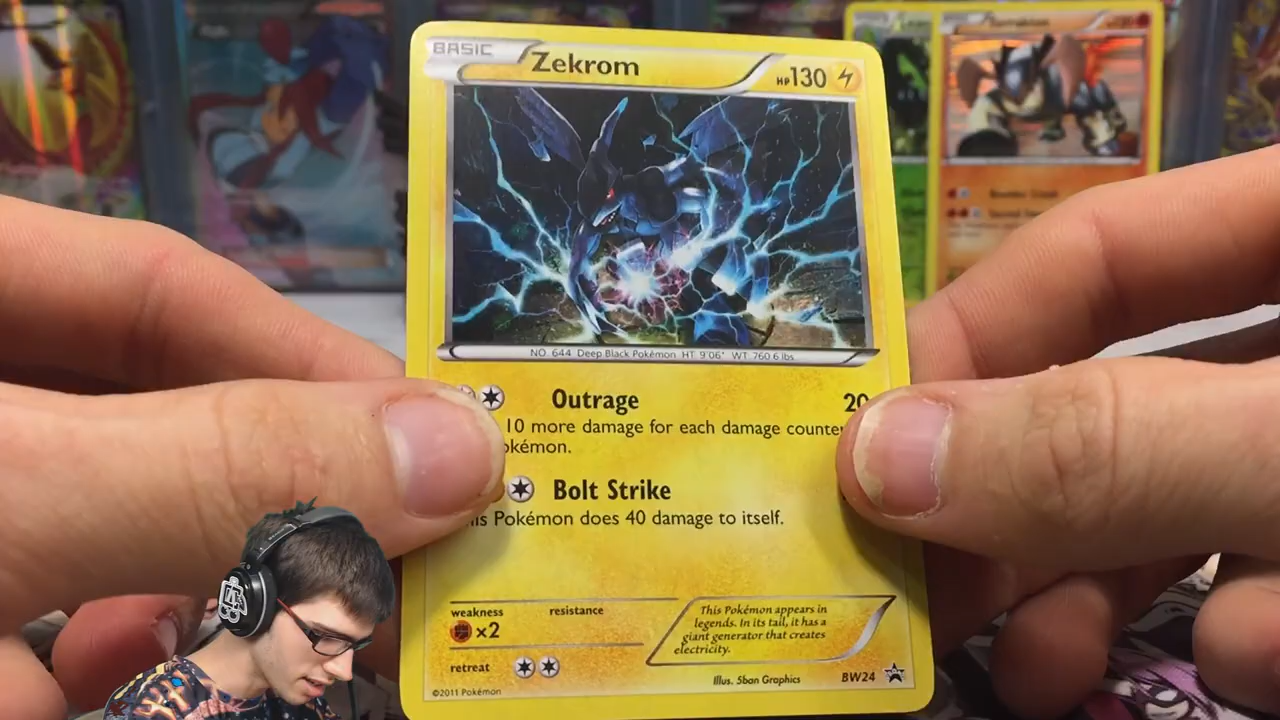 BASIC Zekrom HP130
NO. 644 Deep Black Pokémon HT. 9'06" WT. 760.6 lbs.
Outrage 20
10 more damage for each damage counter
okémon.
Bolt Strike
is Pokémon does 40 damage to itself.
weakness resistance
×2
retreat
This Pokémon appears in
legends. In its tail, it has a
giant generator that creates
electricity.
©2011 Pokémon Illus. 5ban Graphics BW24